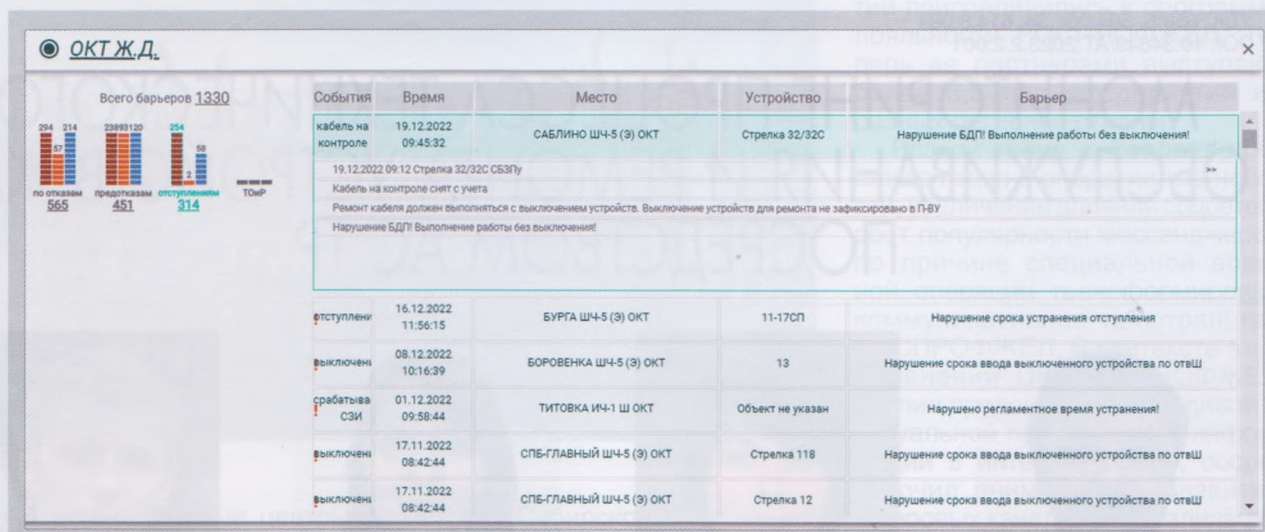 ОКТ Ж.Д.
×
Всего барьеров 1330
294 57 214
23893120
254 2 58
по отказам предотказам отступлениям ТОиР
565 451 314
События Время Место Устройство Барьер
кабель на контроле 19.12.2022 09:45:32 САБЛИНО ШЧ-5 (Э) ОКТ Стрелка 32/32С Нарушение БДП! Выполнение работы без выключения!
19.12.2022 09:12 Стрелка 32/32С СБЗПу >>
Кабель на контроле снят с учета
Ремонт кабеля должен выполняться с выключением устройств. Выключение устройств для ремонта не зафиксировано в П-ВУ
Нарушение БДП! Выполнение работы без выключения!
отступлени 16.12.2022 11:56:15 БУРГА ШЧ-5 (Э) ОКТ 11-17СП Нарушение срока устранения отступления
выключень 08.12.2022 10:16:39 БОРОВЕНКА ШЧ-5 (Э) ОКТ 13 Нарушение срока ввода выключенного устройства по отвШ
срабатыва СЗИ 01.12.2022 09:58:44 ТИТОВКА ИЧ-1 Ш ОКТ Объект не указан Нарушено регламентное время устранения!
выключень 17.11.2022 08:42:44 СПБ-ГЛАВНЫЙ ШЧ-5 (Э) ОКТ Стрелка 118 Нарушение срока ввода выключенного устройства по отвШ
выключень 17.11.2022 08:42:44 СПБ-ГЛАВНЫЙ ШЧ-5 (Э) ОКТ Стрелка 12 Нарушение срока ввода выключенного устройства по отвШ